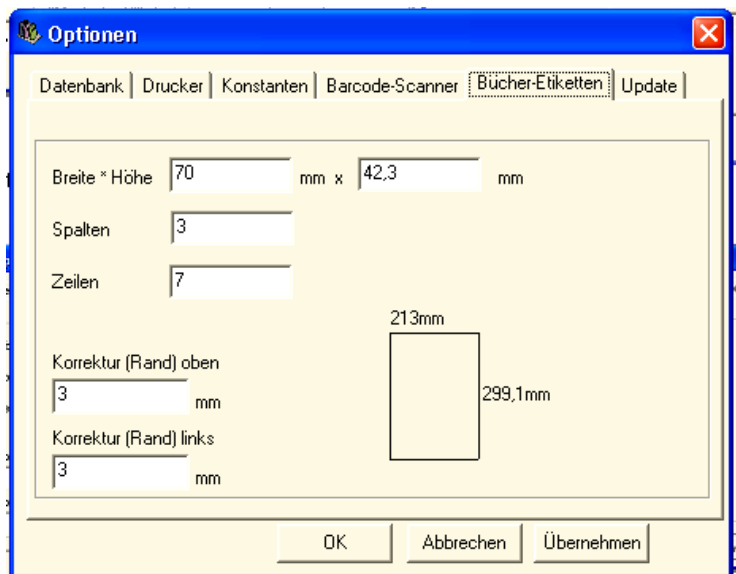 Optionen
Datenbank Drucker Konstanten Barcode-Scanner Bücher-Etiketten Update
Breite * Höhe 70 mm x 42,3 mm
Spalten 3
Zeilen 7
213mm
299,1mm
Korrektur (Rand) oben
3 mm
Korrektur (Rand) links
3 mm
OK Abbrechen Übernehmen